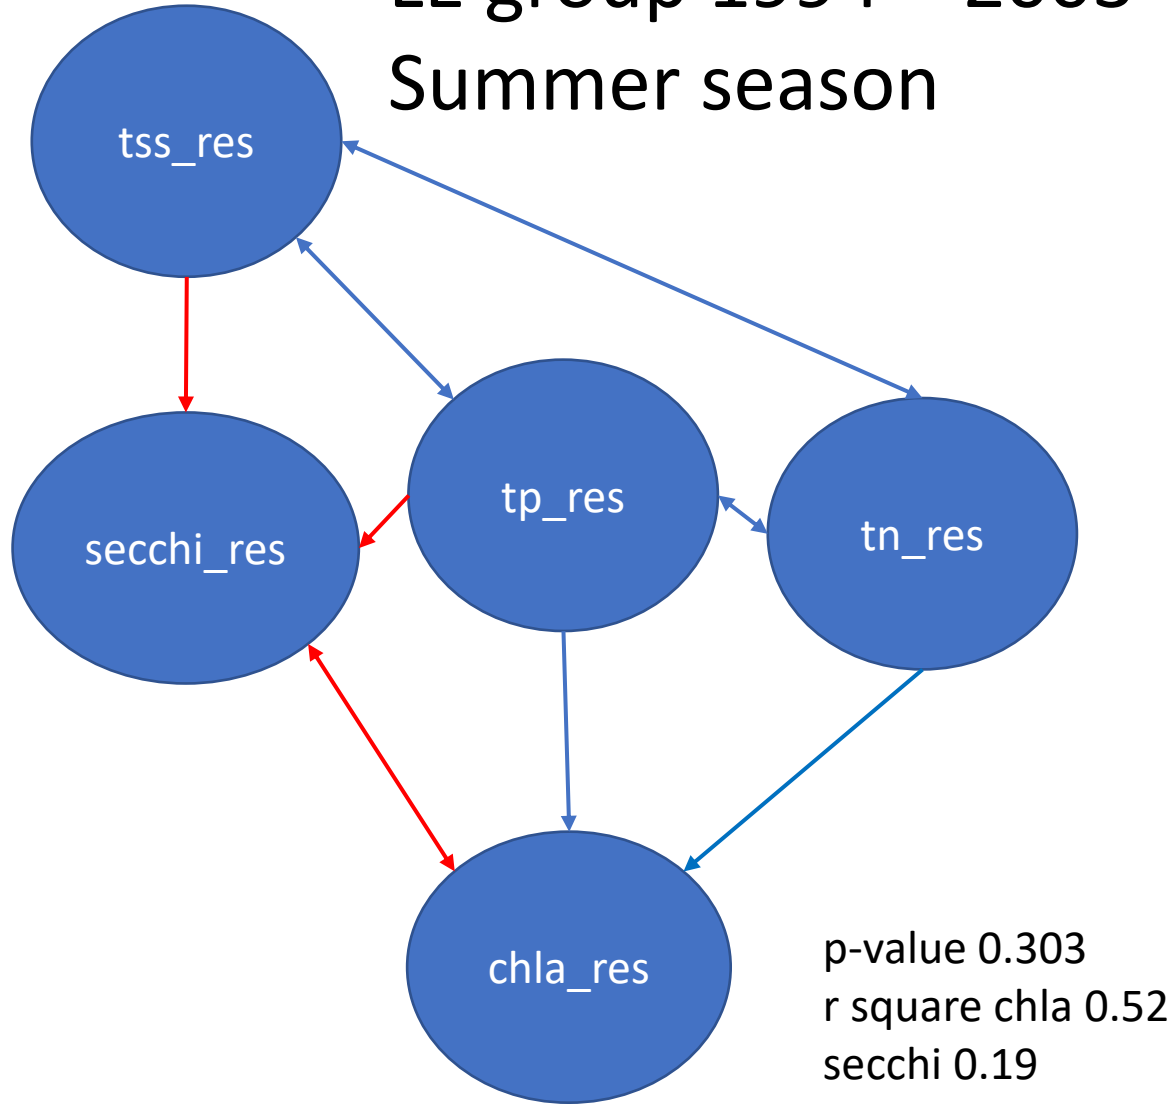 Summer season
tss_res
tp_res
tn_res
secchi_res
chla_res
p-value 0.303
r square chla 0.52
secchi 0.19